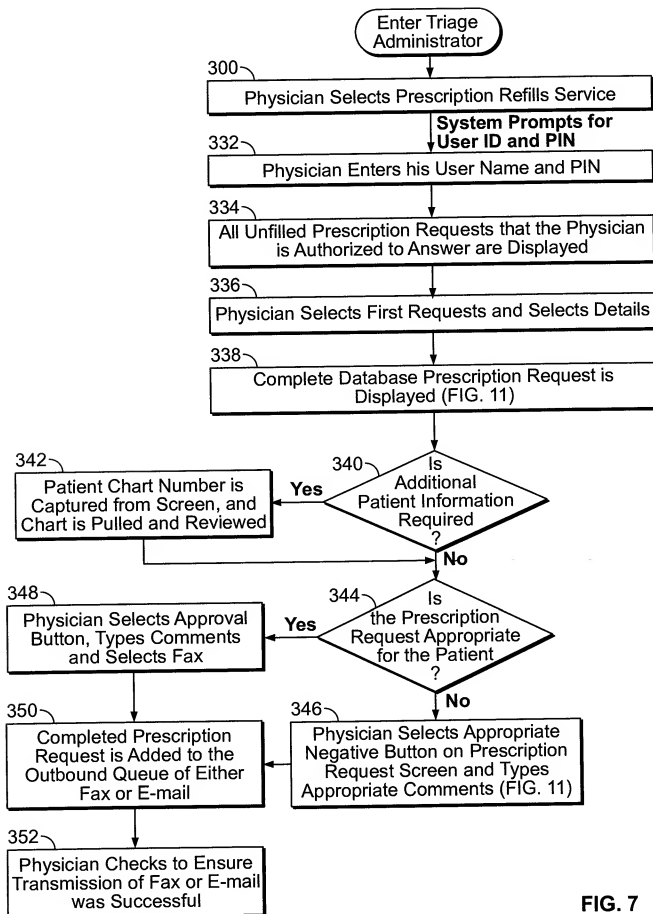 Enter Triage
Administrator
300
Physician Selects Prescription Refills Service
System Prompts for
User ID and PIN
332
Physician Enters his User Name and PIN
334
All Unfilled Prescription Requests that the Physician
is Authorized to Answer are Displayed
336
Physician Selects First Requests and Selects Details
338
Complete Database Prescription Request is
Displayed (FIG. 11)
340
Is
Additional
Patient Information
Required
?
Yes
342
Patient Chart Number is
Captured from Screen, and
Chart is Pulled and Reviewed
No
344
Is
the Prescription
Request Appropriate
for the Patient
?
Yes
348
Physician Selects Approval
Button, Types Comments
and Selects Fax
No
346
Physician Selects Appropriate
Negative Button on Prescription
Request Screen and Types
Appropriate Comments (FIG. 11)
350
Completed Prescription
Request is Added to the
Outbound Queue of Either
Fax or E-mail
352
Physician Checks to Ensure
Transmission of Fax or E-mail
was Successful
FIG. 7